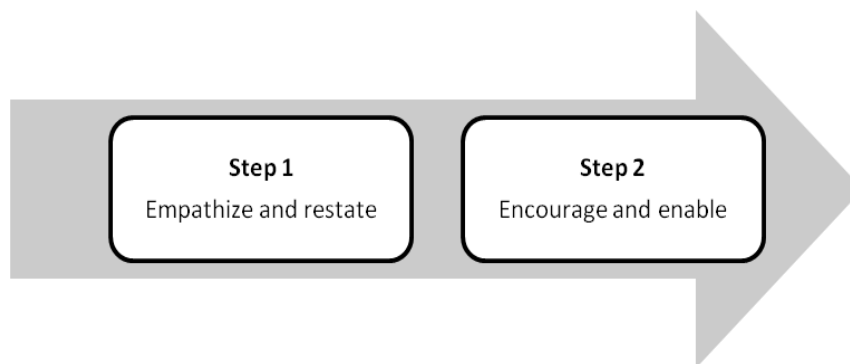 Step 1
Empathize and restate
Step 2
Encourage and enable